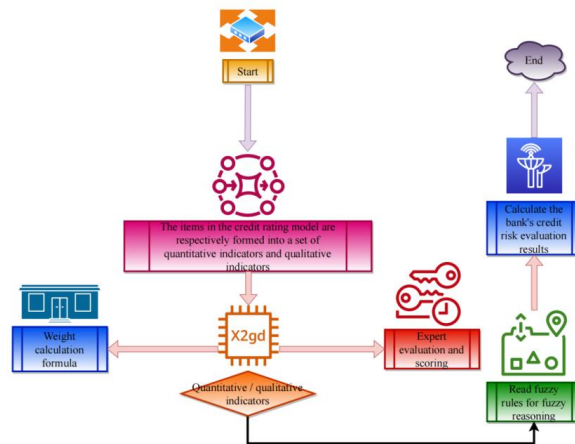 Start
End
The items in the credit rating model are
respectively formed into a set of
quantitative indicators and qualitative
indicators
Calculate the
bank's credit
risk evaluation
results
X2gd
Weight
calculation
formula
Expert
evaluation and
scoring
Quantitative / qualitative
indicators
Read fuzzy
rules for fuzzy
reasoning